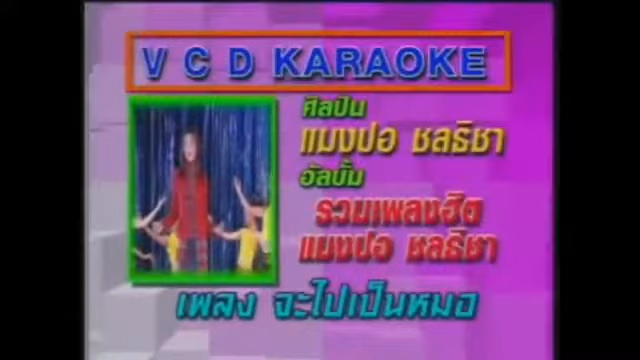 V C D KARAOKE
ศิลปิน
แมงปอ ชลธิชา
อัลบั้ม
รวมเพลงฮิต
แมงปอ ชลธิชา
เพลง จะไปเป็นหมอ